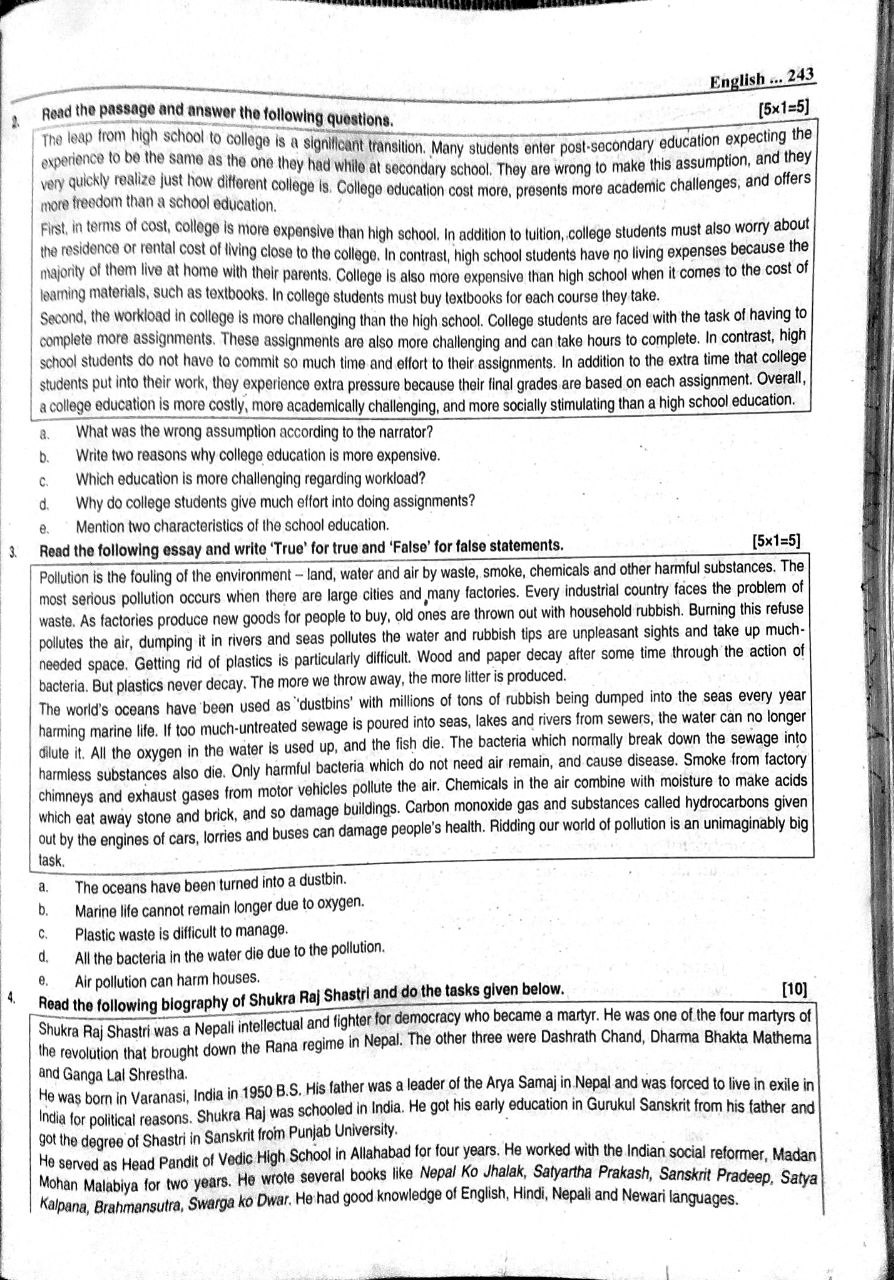 English ... 243
2. Read the passage and answer the following questions. [5×1=5]
The leap from high school to college is a significant transition. Many students enter post-secondary education expecting the
experience to be the same as the one they had while at secondary school. They are wrong to make this assumption, and they
very quickly realize just how different college is. College education cost more, presents more academic challenges, and offers
more freedom than a school education.
First, in terms of cost, college is more expensive than high school. In addition to tuition, college students must also worry about
the residence or rental cost of living close to the college. In contrast, high school students have no living expenses because the
majority of them live at home with their parents. College is also more expensive than high school when it comes to the cost of
learning materials, such as textbooks. In college students must buy textbooks for each course they take.
Second, the workload in college is more challenging than the high school. College students are faced with the task of having to
complete more assignments. These assignments are also more challenging and can take hours to complete. In contrast, high
school students do not have to commit so much time and effort to their assignments. In addition to the extra time that college
students put into their work, they experience extra pressure because their final grades are based on each assignment. Overall,
a college education is more costly, more academically challenging, and more socially stimulating than a high school education.
a. What was the wrong assumption according to the narrator?
b. Write two reasons why college education is more expensive.
c. Which education is more challenging regarding workload?
d. Why do college students give much effort into doing assignments?
e. Mention two characteristics of the school education.
3. Read the following essay and write 'True' for true and 'False' for false statements. [5×1=5]
Pollution is the fouling of the environment – land, water and air by waste, smoke, chemicals and other harmful substances. The
most serious pollution occurs when there are large cities and many factories. Every industrial country faces the problem of
waste. As factories produce new goods for people to buy, old ones are thrown out with household rubbish. Burning this refuse
pollutes the air, dumping it in rivers and seas pollutes the water and rubbish tips are unpleasant sights and take up much-
needed space. Getting rid of plastics is particularly difficult. Wood and paper decay after some time through the action of
bacteria. But plastics never decay. The more we throw away, the more litter is produced.
The world's oceans have been used as 'dustbins' with millions of tons of rubbish being dumped into the seas every year
harming marine life. If too much-untreated sewage is poured into seas, lakes and rivers from sewers, the water can no longer
dilute it. All the oxygen in the water is used up, and the fish die. The bacteria which normally break down the sewage into
harmless substances also die. Only harmful bacteria which do not need air remain, and cause disease. Smoke from factory
chimneys and exhaust gases from motor vehicles pollute the air. Chemicals in the air combine with moisture to make acids
which eat away stone and brick, and so damage buildings. Carbon monoxide gas and substances called hydrocarbons given
out by the engines of cars, lorries and buses can damage people's health. Ridding our world of pollution is an unimaginably big
task.
a. The oceans have been turned into a dustbin.
b. Marine life cannot remain longer due to oxygen.
c. Plastic waste is difficult to manage.
d. All the bacteria in the water die due to the pollution.
e. Air pollution can harm houses.
4. Read the following biography of Shukra Raj Shastri and do the tasks given below. [10]
Shukra Raj Shastri was a Nepali intellectual and fighter for democracy who became a martyr. He was one of the four martyrs of
the revolution that brought down the Rana regime in Nepal. The other three were Dashrath Chand, Dharma Bhakta Mathema
and Ganga Lal Shrestha.
He was born in Varanasi, India in 1950 B.S. His father was a leader of the Arya Samaj in Nepal and was forced to live in exile in
India for political reasons. Shukra Raj was schooled in India. He got his early education in Gurukul Sanskrit from his father and
got the degree of Shastri in Sanskrit from Punjab University.
He served as Head Pandit of Vedic High School in Allahabad for four years. He worked with the Indian social reformer, Madan
Mohan Malabiya for two years. He wrote several books like Nepal Ko Jhalak, Satyartha Prakash, Sanskrit Pradeep, Satya
Kalpana, Brahmansutra, Swarga ko Dwar. He had good knowledge of English, Hindi, Nepali and Newari languages.